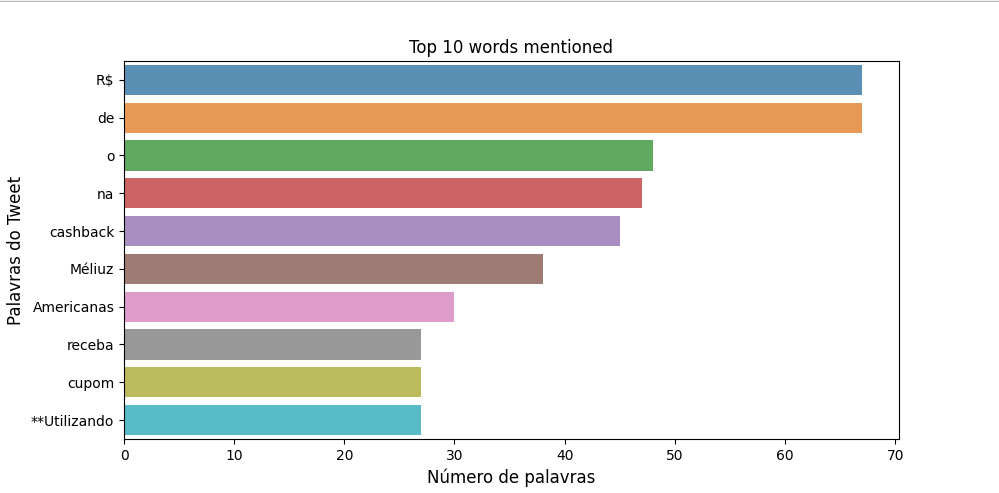 Top 10 words mentioned
Palavras do Tweet
R$
de
o
na
cashback
Méliuz
Americanas
receba
cupom
**Utilizando
0 10 20 30 40 50 60 70
Número de palavras